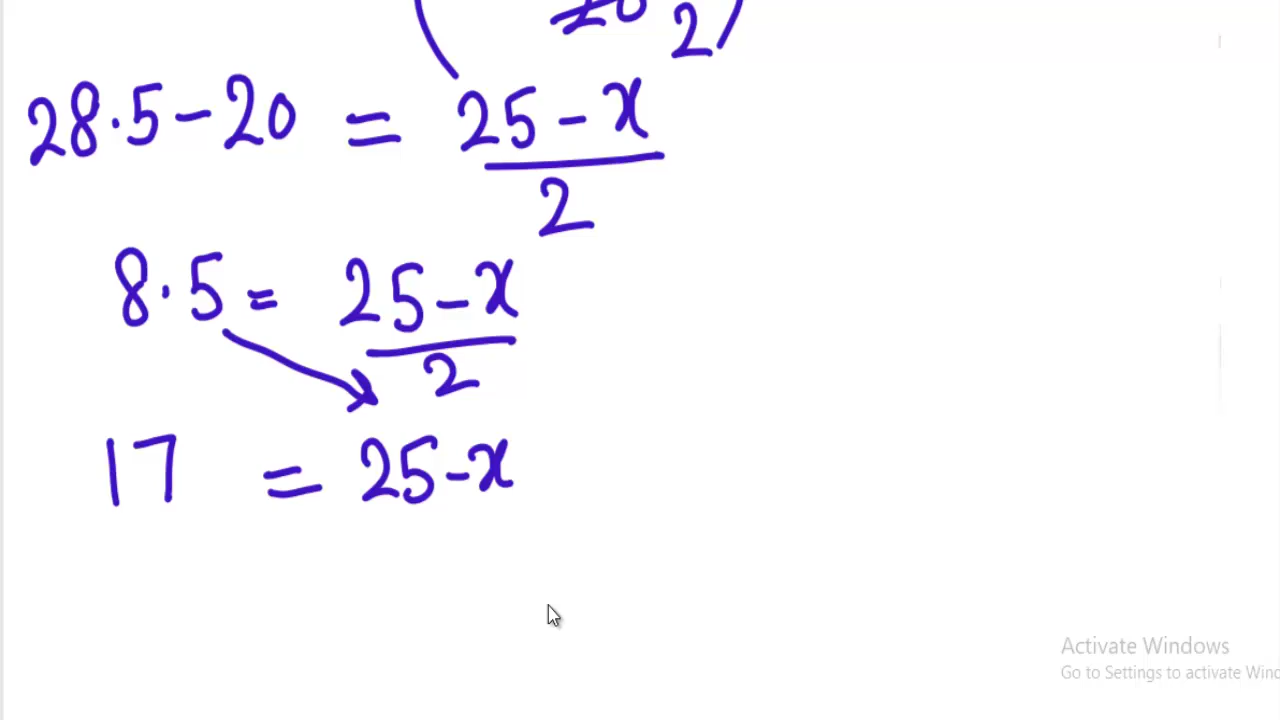 2
28.5-20 = 25-x
2
8.5= 25-x
2
17 = 25-x
Activate Windows
Go to Settings to activate Wind